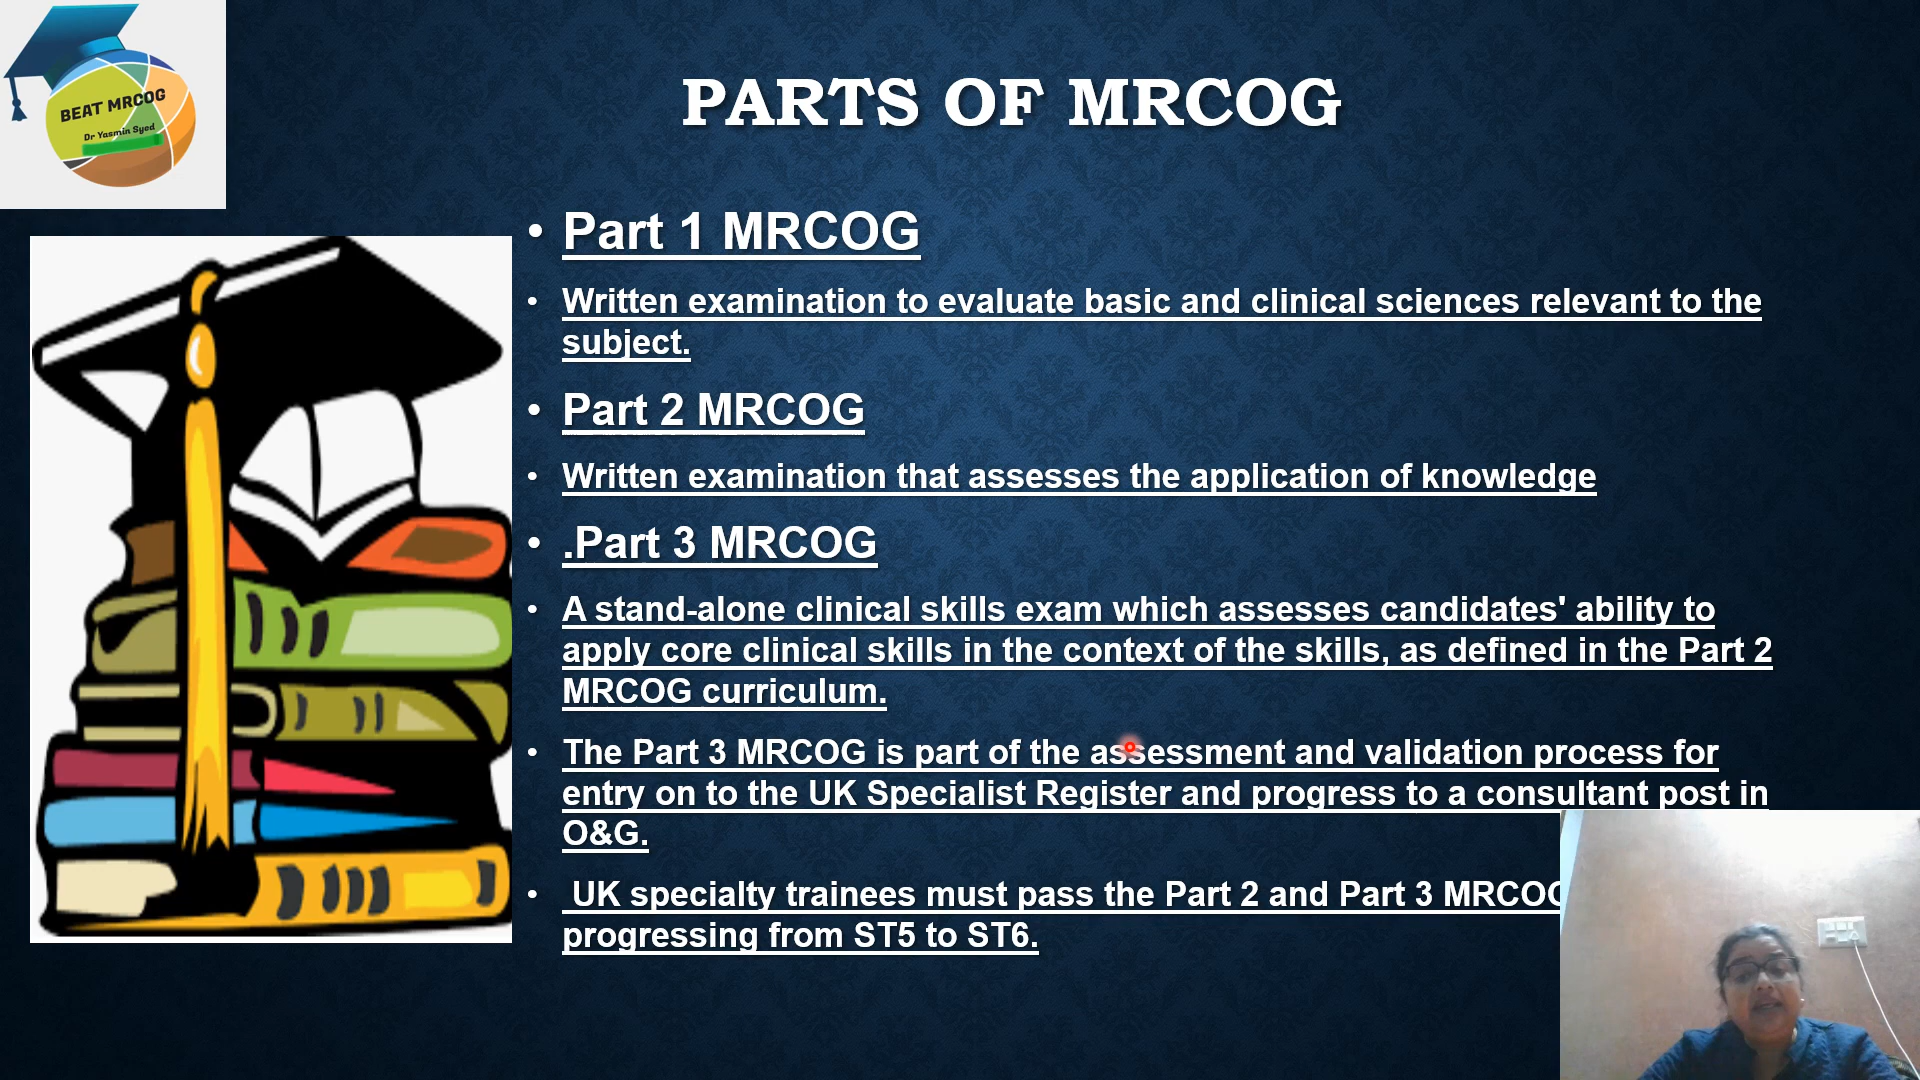 BEAT MRCOG
Dr Yasmin Syed
PARTS OF MRCOG
• Part 1 MRCOG
• Written examination to evaluate basic and clinical sciences relevant to the
subject.
• Part 2 MRCOG
• Written examination that assesses the application of knowledge
• .Part 3 MRCOG
• A stand-alone clinical skills exam which assesses candidates' ability to
apply core clinical skills in the context of the skills, as defined in the Part 2
MRCOG curriculum.
• The Part 3 MRCOG is part of the assessment and validation process for
entry on to the UK Specialist Register and progress to a consultant post in
O&G.
• UK specialty trainees must pass the Part 2 and Part 3 MRCOG
progressing from ST5 to ST6.